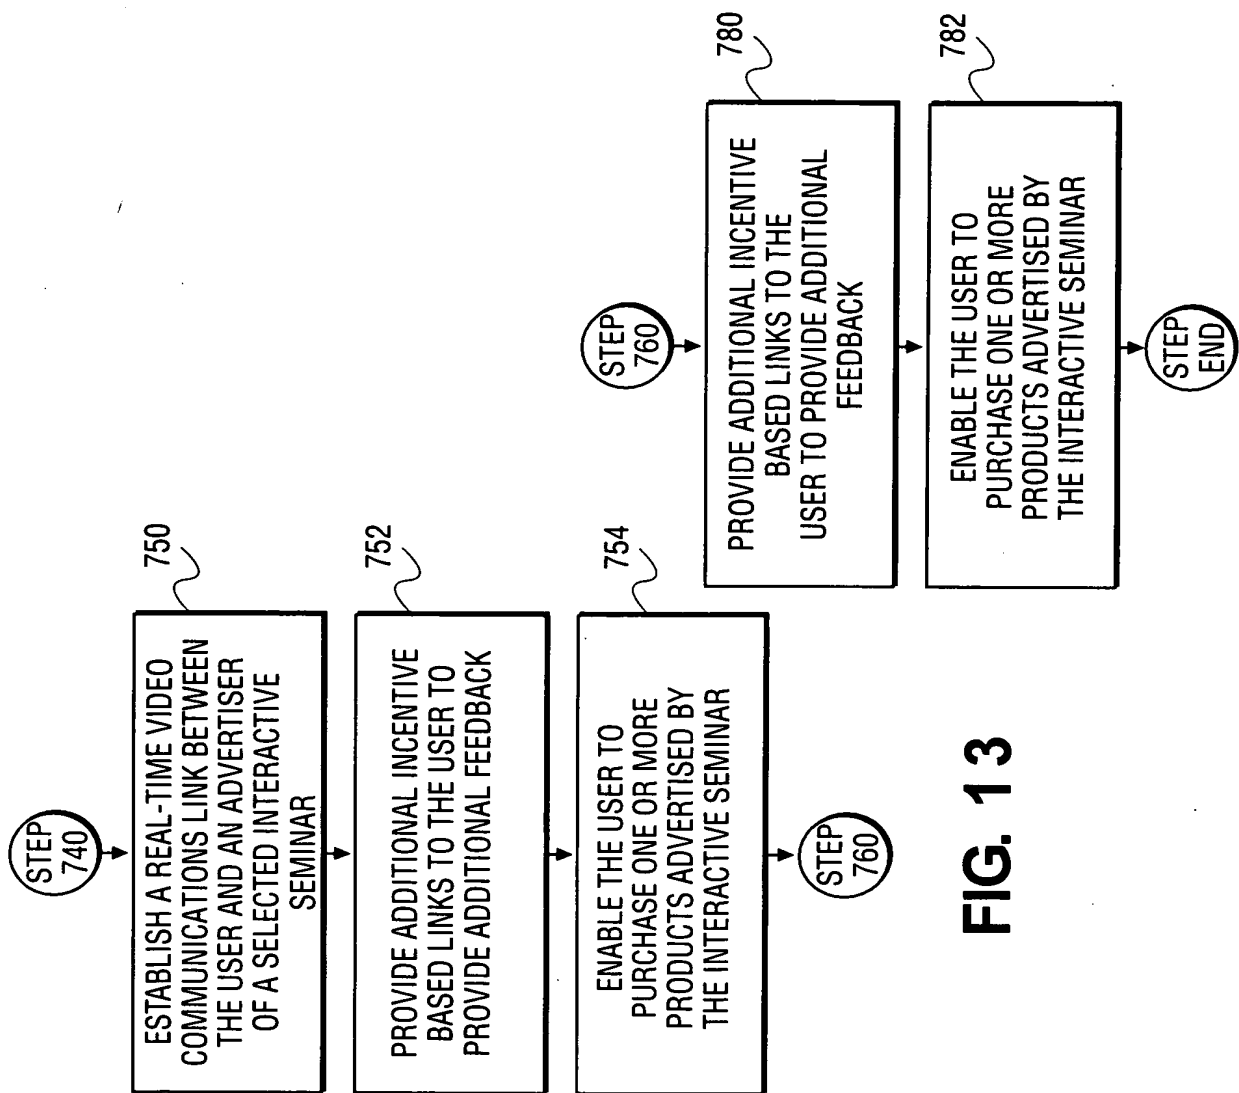 STEP
740
750
ESTABLISH A REAL-TIME VIDEO
COMMUNICATIONS LINK BETWEEN
THE USER AND AN ADVERTISER
OF A SELECTED INTERACTIVE
SEMINAR
752
PROVIDE ADDITIONAL INCENTIVE
BASED LINKS TO THE USER TO
PROVIDE ADDITIONAL FEEDBACK
754
ENABLE THE USER TO
PURCHASE ONE OR MORE
PRODUCTS ADVERTISED BY
THE INTERACTIVE SEMINAR
STEP
760
STEP
760
780
PROVIDE ADDITIONAL INCENTIVE
BASED LINKS TO THE
USER TO PROVIDE ADDITIONAL
FEEDBACK
782
ENABLE THE USER TO
PURCHASE ONE OR MORE
PRODUCTS ADVERTISED BY
THE INTERACTIVE SEMINAR
STEP
END
FIG. 13